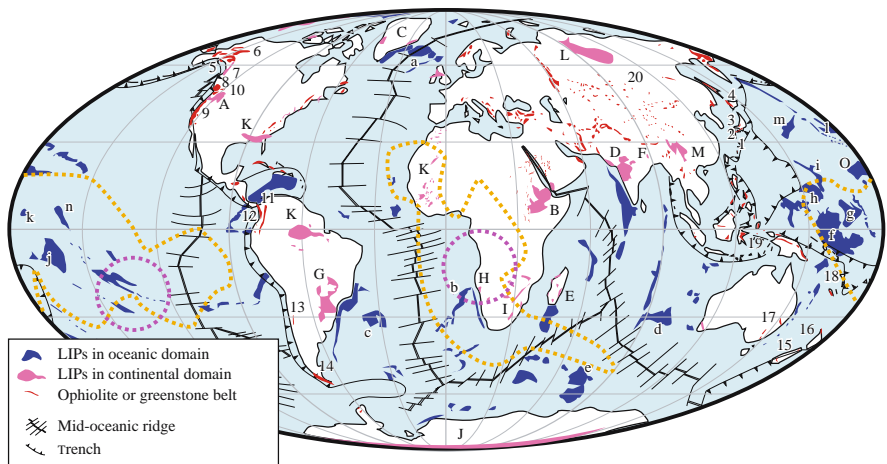 C
6
a
L
5
7
20
8
10
A
4
9
m
l
3
K
2
1
D
F
M
K
i
O
11
B
h
n
k
12
K
g
f
19
j
H
G
18
b
E
I
13
c
d
17
16
15
14
e
J
LIPs in oceanic domain
LIPs in continental domain
Ophiolite or greenstone belt
Mid-oceanic ridge
Trench